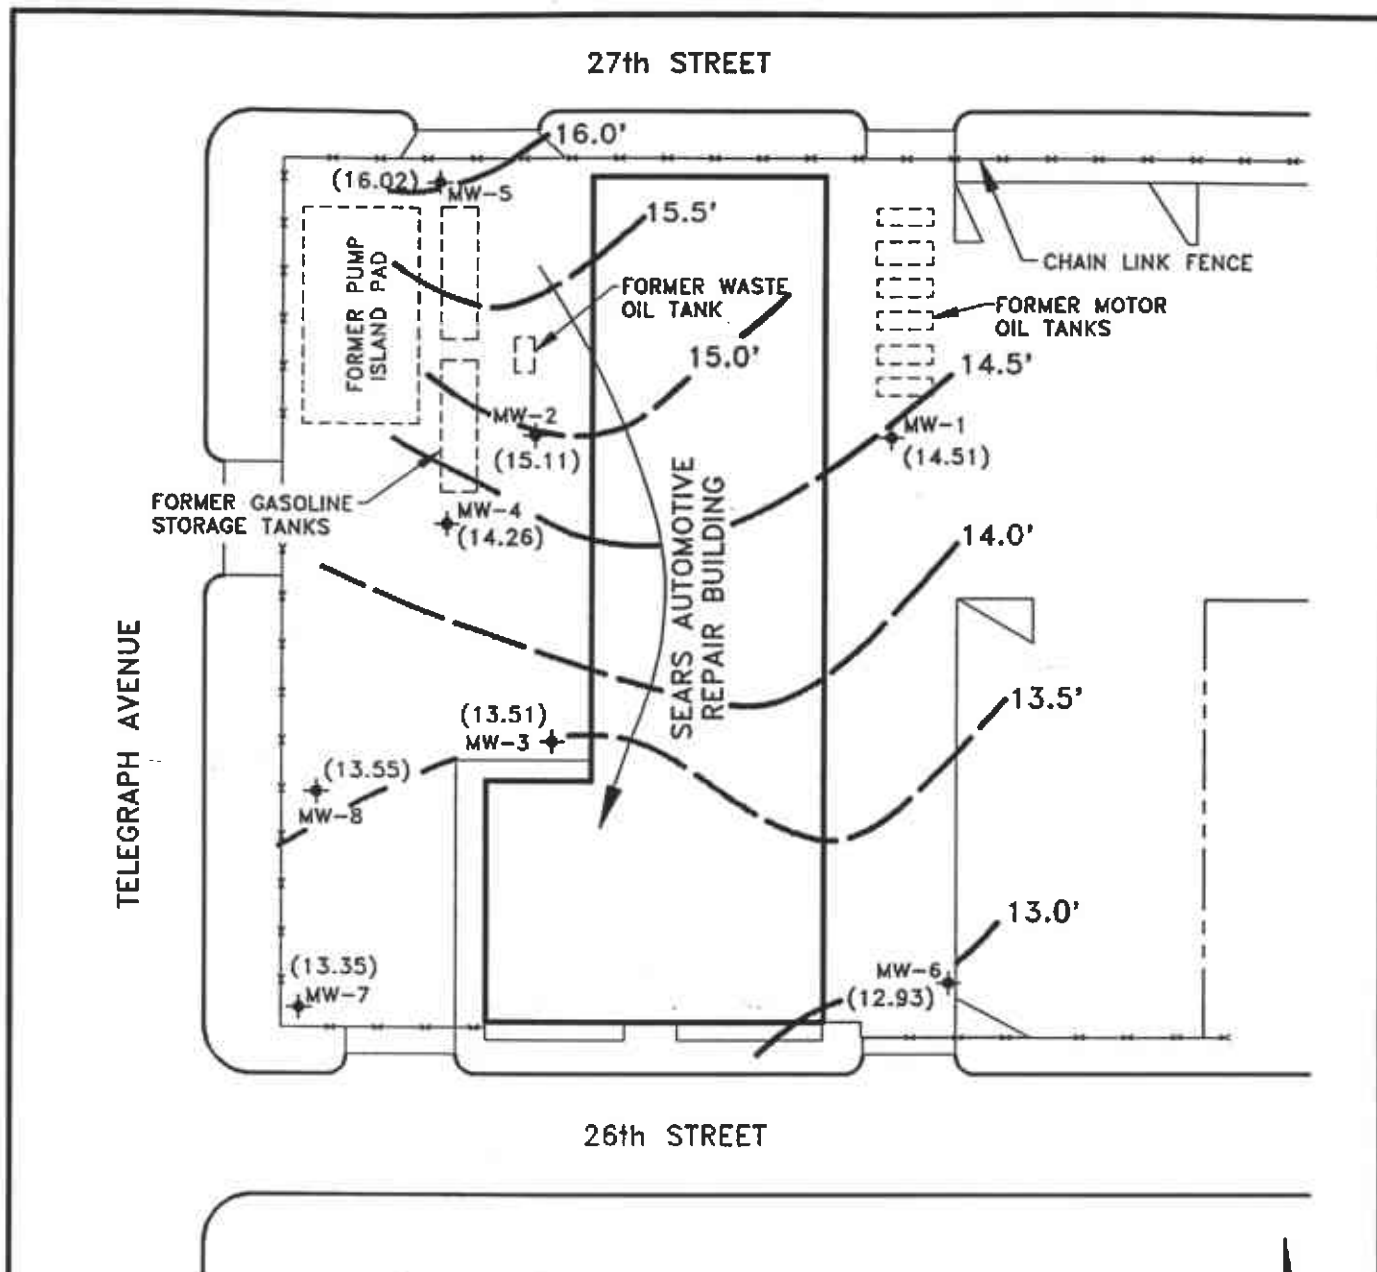 27th STREET
16.0'
(16.02)
MW-5
15.5'
FORMER PUMP
ISLAND PAD
CHAIN LINK FENCE
FORMER WASTE
OIL TANK
FORMER MOTOR
OIL TANKS
15.0'
14.5'
MW-2
(15.11)
MW-1
(14.51)
FORMER GASOLINE
STORAGE TANKS
MW-4
(14.26)
14.0'
SEARS AUTOMOTIVE
REPAIR BUILDING
TELEGRAPH AVENUE
13.5'
(13.51)
MW-3
(13.55)
MW-8
13.0'
(13.35)
MW-7
MW-6
(12.93)
26th STREET